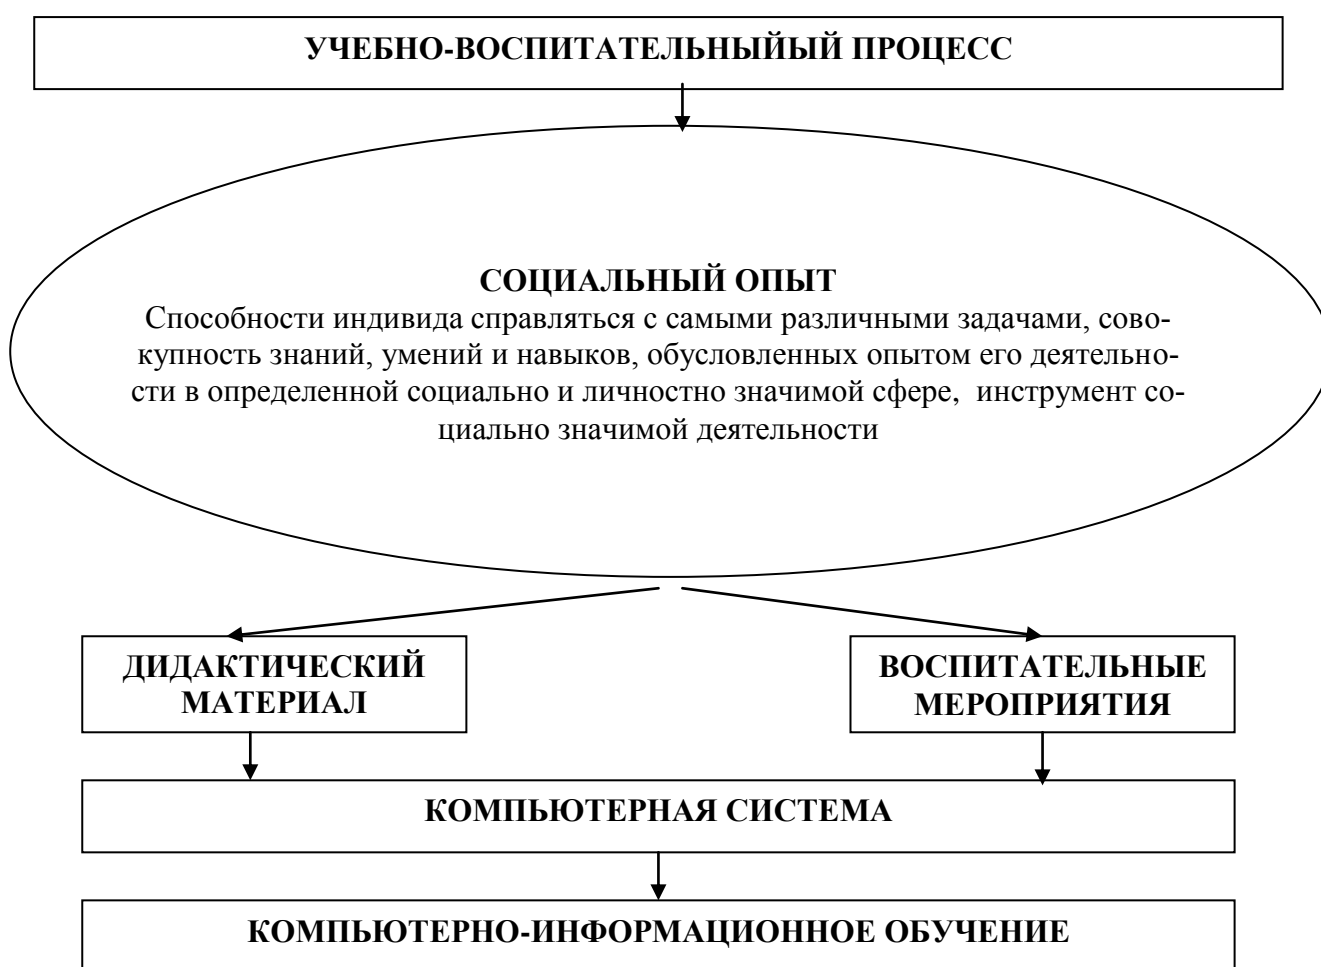 УЧЕБНО-ВОСПИТАТЕЛЬНЫЙЫЙ ПРОЦЕСС
СОЦИАЛЬНЫЙ ОПЫТ
Способности индивида справляться с самыми различными задачами, сово-
купность знаний, умений и навыков, обусловленных опытом его деятельно-
сти в определенной социально и личностно значимой сфере, инструмент со-
циально значимой деятельности
ДИДАКТИЧЕСКИЙ
МАТЕРИАЛ
ВОСПИТАТЕЛЬНЫЕ
МЕРОПРИЯТИЯ
КОМПЬЮТЕРНАЯ СИСТЕМА
КОМПЬЮТЕРНО-ИНФОРМАЦИОННОЕ ОБУЧЕНИЕ